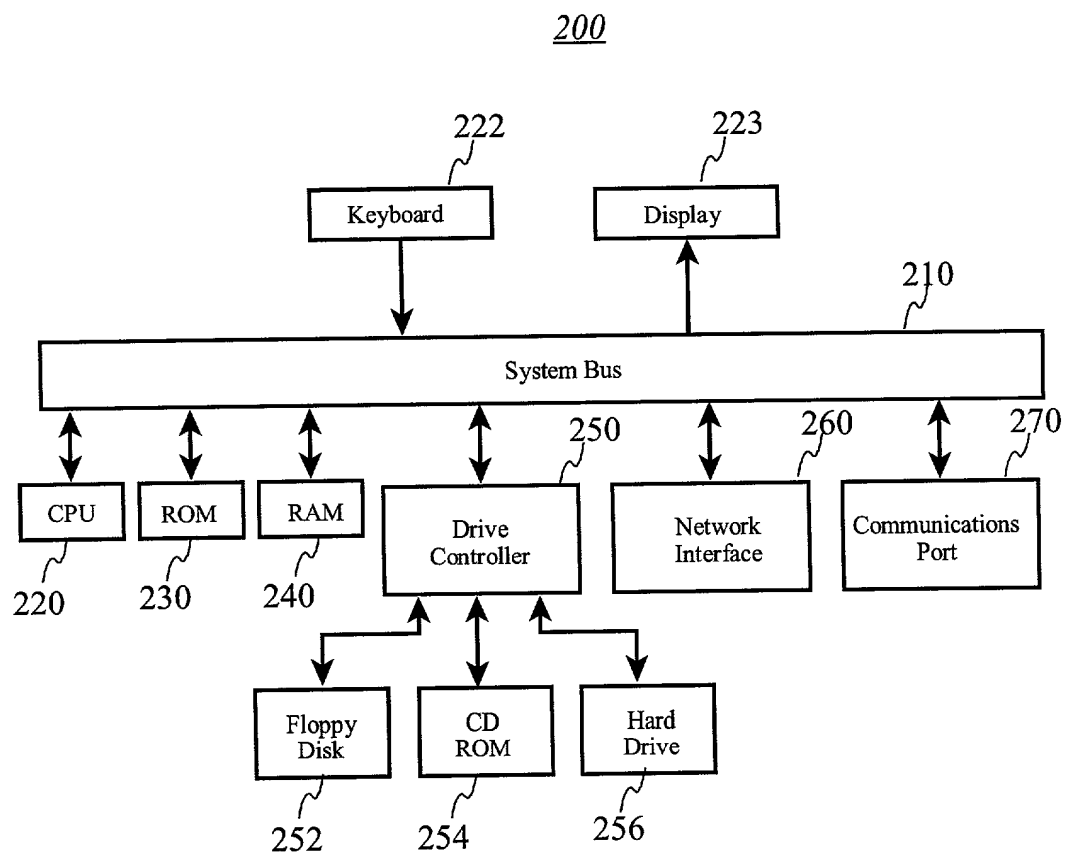 200
222
223
Keyboard
Display
210
System Bus
250
260
270
CPU
ROM
RAM
Drive
Controller
Network
Interface
Communications
Port
220
230
240
Floppy
Disk
CD
ROM
Hard
Drive
252
254
256